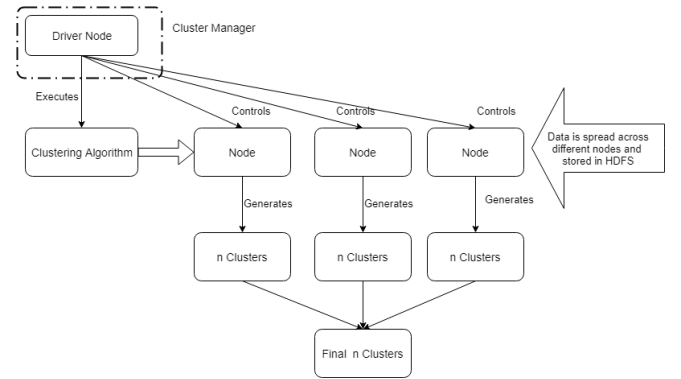 Driver Node
Cluster Manager
Executes
Controls
Controls
Controls
Clustering Algorithm
Node
Node
Node
Data is spread across
different nodes and
stored in HDFS
Generates
Generates
Generates
n Clusters
n Clusters
n Clusters
Final n Clusters